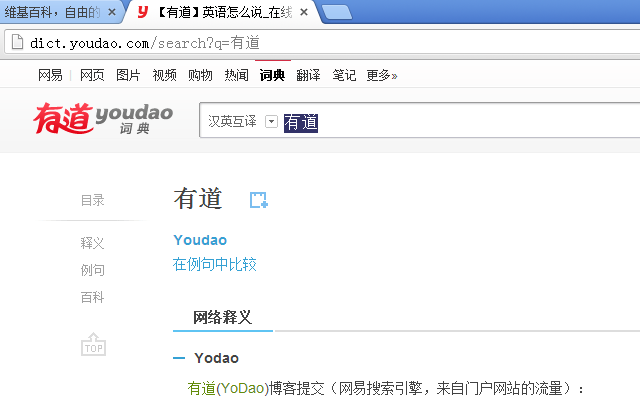 维基百科，自由的
【有道】英语怎么说_在线
dict.youdao.com/search?q=有道
网易 网页 图片 视频 购物 热闻 词典 翻译 笔记 更多»
有道 youdao 词典
汉英互译 有道
目录
释义
例句
百科
TOP
有道
Youdao
在例句中比较
网络释义
Yodao
有道(YoDao)博客提交（网易搜索引擎，来自门户网站的流量）：